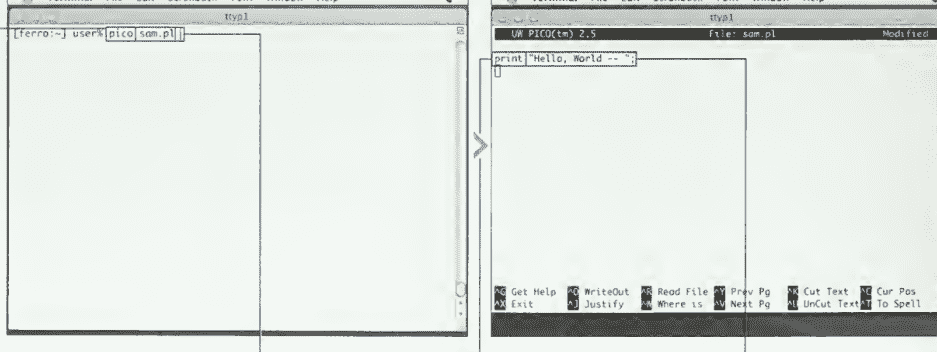 ttyp1
[ferro:~] user% pico sam.pl
ttyp1
UW PICO(tm) 2.5 File: sam.pl Modified
print "Hello, World -- ";
^G Get Help ^O WriteOut ^R Read File ^Y Prev Pg ^K Cut Text ^C Cur Pos
^X Exit ^J Justify ^W Where is ^V Next Pg ^U UnCut Text ^T To Spell